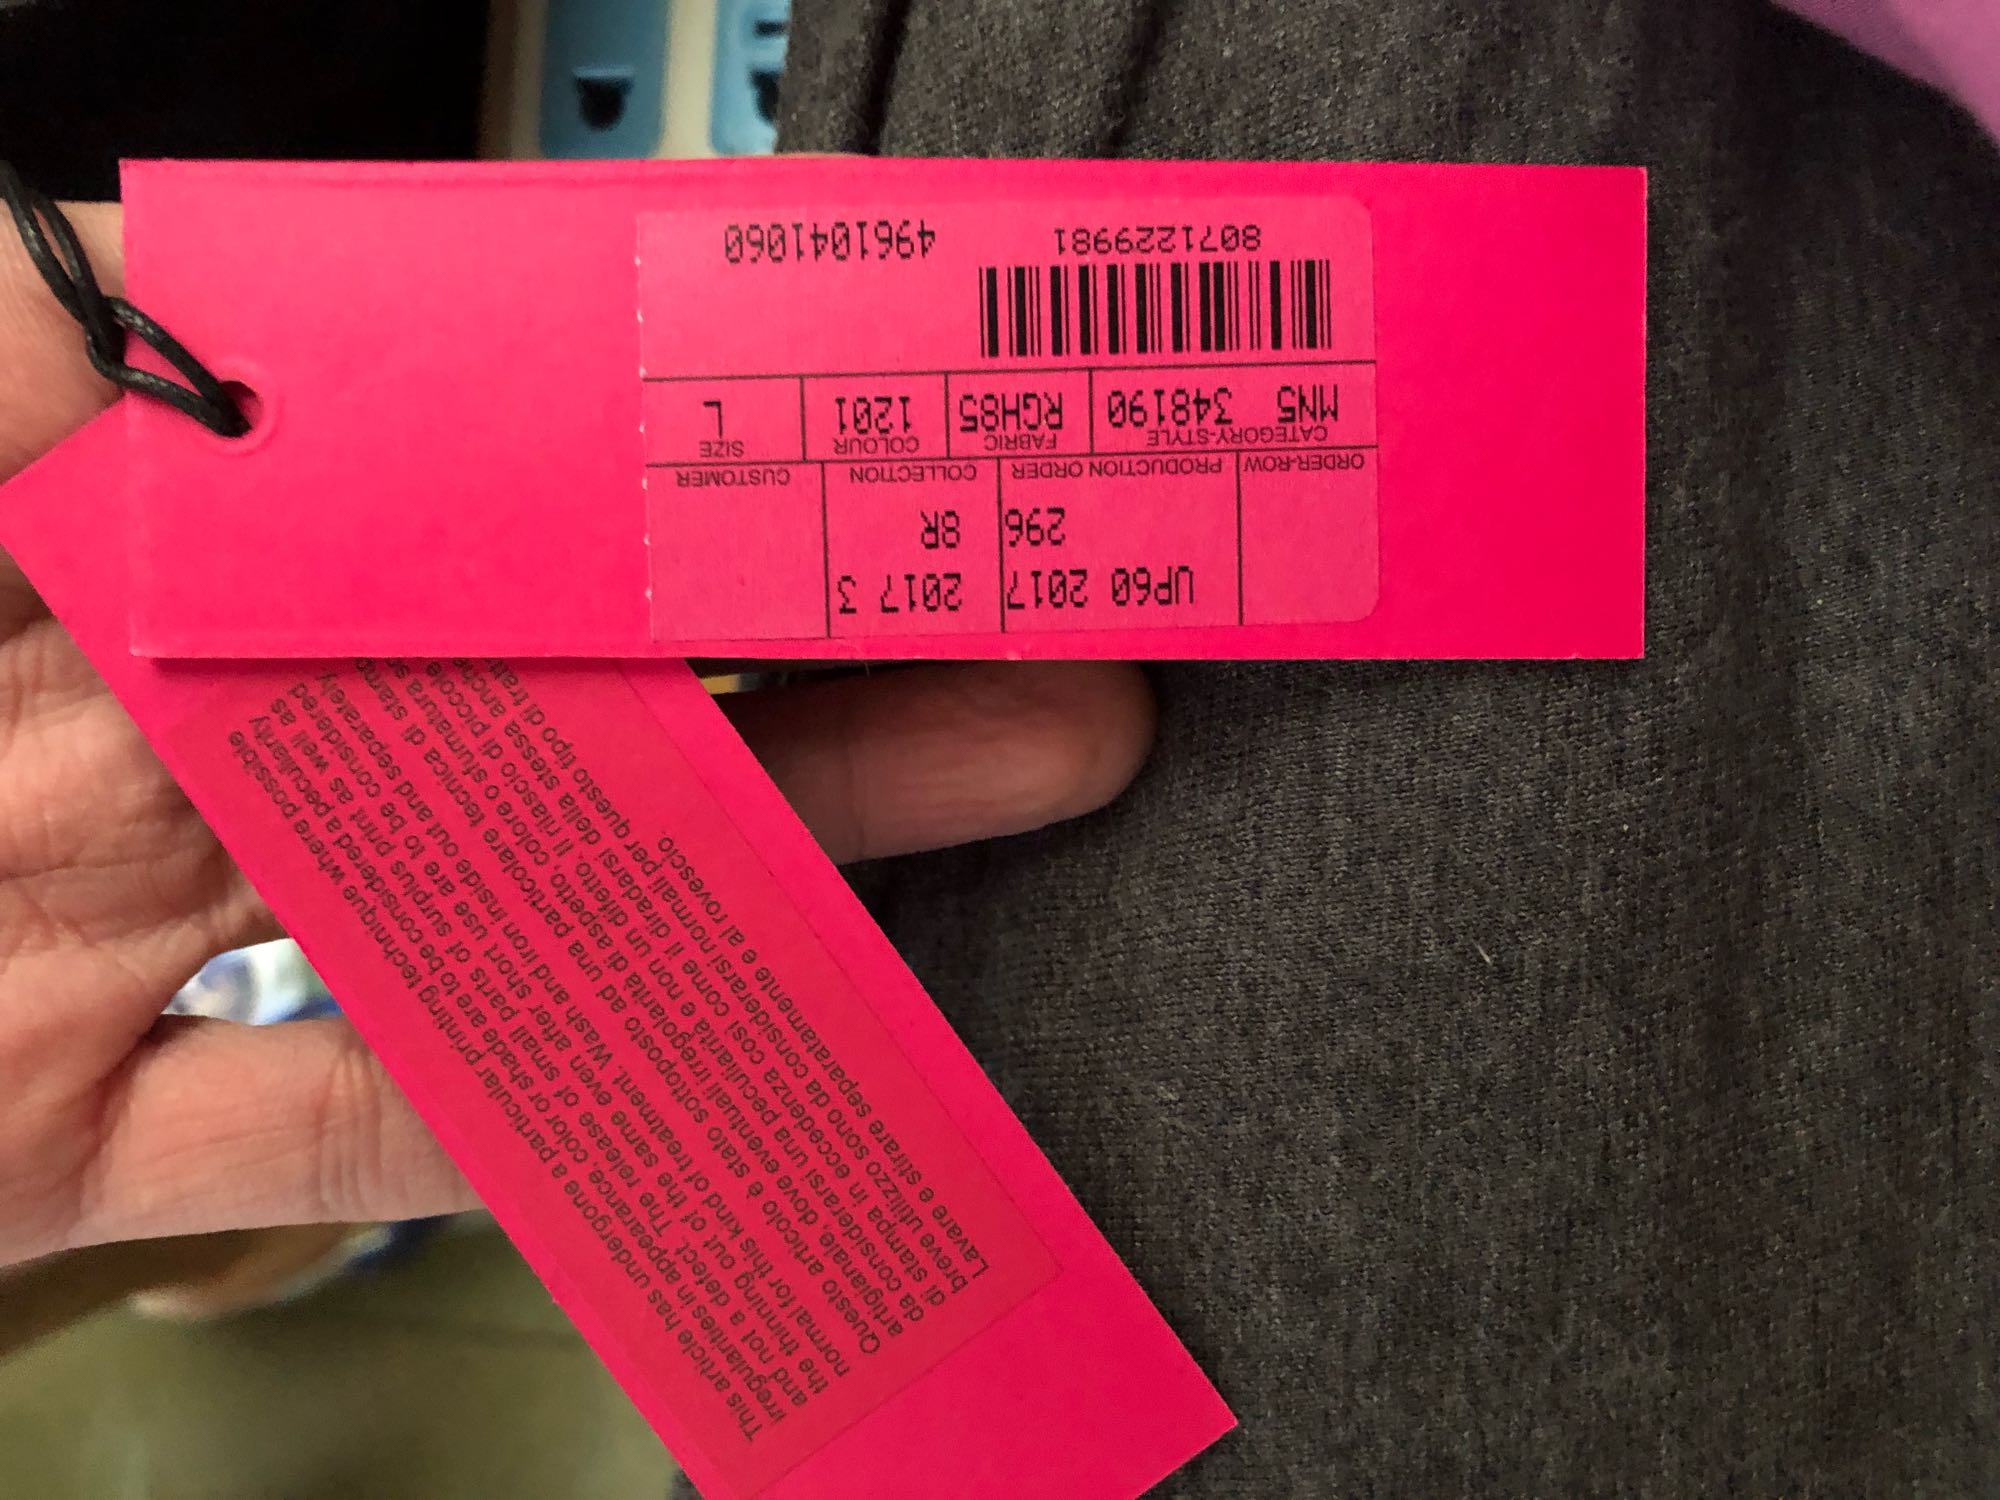 UP60 2017 2017 3
296 8R
ORDER-ROW PRODUCTION ORDER COLLECTION CUSTOMER
CATEGORY-STYLE FABRIC COLOUR SIZE
MN5 348190 RGH85 1201 L
8071229981 4961041060
This article has undergone a particular printing technique where possible
irregularities in appearance, color or shade are to be considered a peculiarity
and not a defect. The release of small parts of surplus print as well as
the thinning out of the same even after short use are to be considered
normal for this kind of treatment. Wash and iron inside out and separately.
Questo articolo è stato sottoposto ad una particolare tecnica di
artigianale, dove eventuali irregolarità di aspetto, colore o sfumatura
da considerarsi una peculiarità e non un difetto. Il rilascio di piccole
di stampa in eccedenza così come il diradarsi della stessa anche
breve utilizzo sono da considerarsi normali per questo tipo di
Lavare e stirare separatamente e al rovescio.